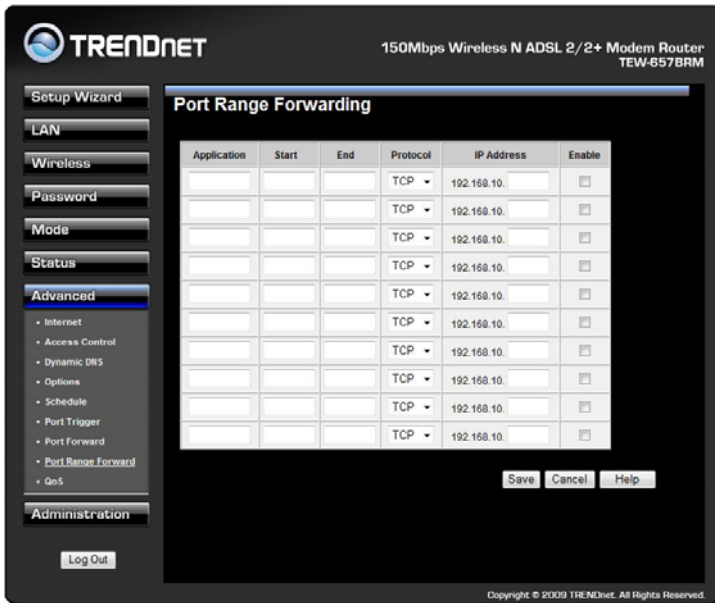 TRENDNET
150Mbps Wireless N ADSL 2/2+ Modem Router
TEW-657BRM
Setup Wizard
LAN
Wireless
Password
Mode
Status
Advanced
• Internet
• Access Control
• Dynamic DNS
• Options
• Schedule
• Port Trigger
• Port Forward
• Port Range Forward
• QoS
Administration
Log Out
Port Range Forwarding
Application Start End Protocol IP Address Enable
TCP 192.168.10.
TCP 192.168.10.
TCP 192.168.10.
TCP 192.168.10.
TCP 192.168.10.
TCP 192.168.10.
TCP 192.168.10.
TCP 192.168.10.
TCP 192.168.10.
TCP 192.168.10.
Save Cancel Help
Copyright © 2009 TRENDnet. All Rights Reserved.